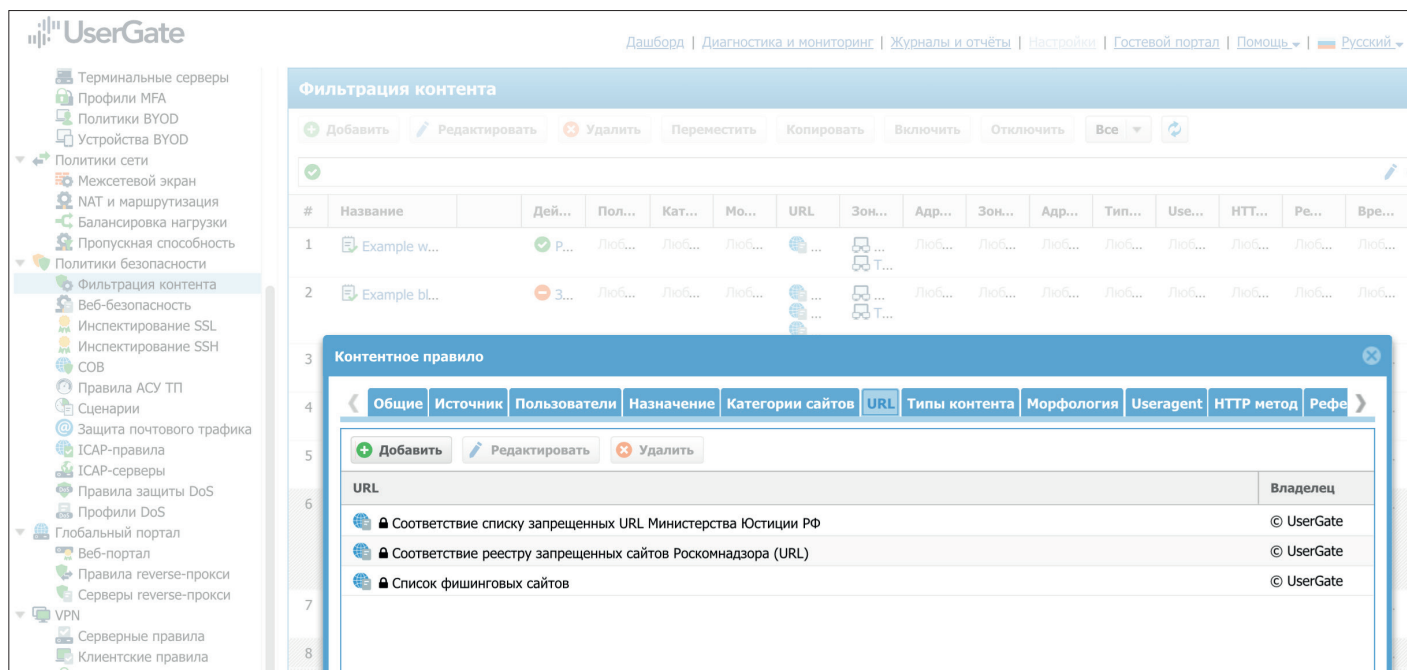 UserGate
Дашборд | Диагностика и мониторинг | Журналы и отчёты | Настройки | Гостевой портал | Помощь | Русский
Терминальные серверы
Профили MFA
Политики BYOD
Устройства BYOD
Политики сети
Межсетевой экран
NAT и маршрутизация
Балансировка нагрузки
Пропускная способность
Политики безопасности
Фильтрация контента
Веб-безопасность
Инспектирование SSL
Инспектирование SSH
СОВ
Правила АСУ ТП
Сценарии
Защита почтового трафика
ICAP-правила
ICAP-серверы
Правила защиты DoS
Профили DoS
Глобальный портал
Веб-портал
Правила reverse-прокси
Серверы reverse-прокси
VPN
Серверные правила
Клиентские правила
Фильтрация контента
Добавить Редактировать Удалить Переместить Копировать Включить Отключить Все
# Название Дей... Пол... Кат... Мо... URL Зон... Адр... Зон... Адр... Тип... Use... HTT... Ре... Вре...
1 Example w... Р... Люб... Люб... Люб... ... ... Люб... Люб... Люб... Люб... Люб... Люб... Люб... Люб...
Т...
2 Example bl... З... Люб... Люб... Люб... ... ... Люб... Люб... Люб... Люб... Люб... Люб... Люб... Люб...
... Т...
3
4
5
6
7
8
Контентное правило
Общие Источник Пользователи Назначение Категории сайтов URL Типы контента Морфология Useragent HTTP метод Рефе
Добавить Редактировать Удалить
URL Владелец
Соответствие списку запрещенных URL Министерства Юстиции РФ © UserGate
Соответствие реестру запрещенных сайтов Роскомнадзора (URL) © UserGate
Список фишинговых сайтов © UserGate